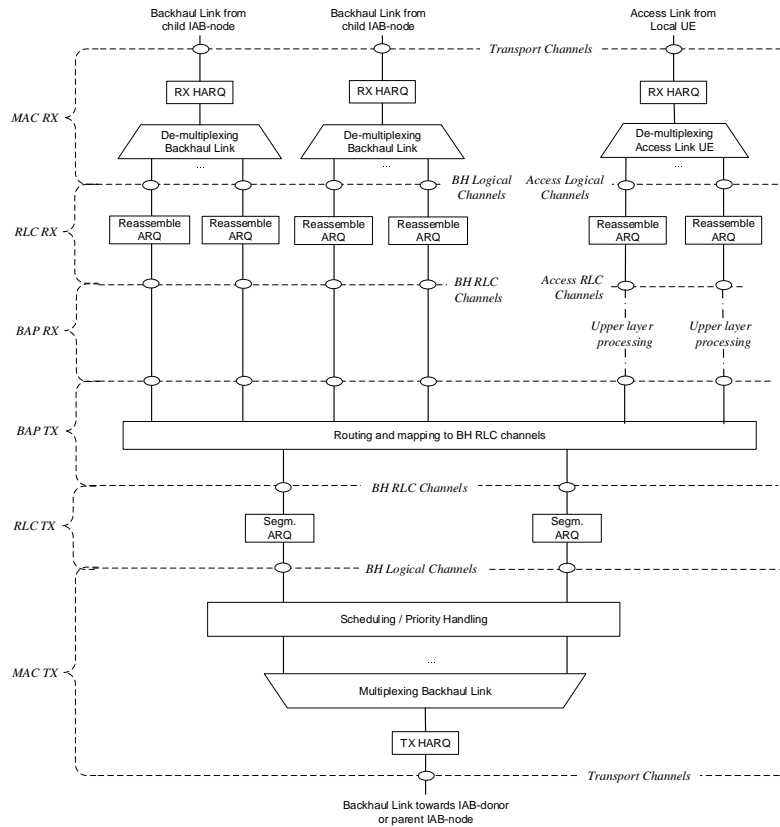 Backhaul Link from
child IAB-node
Backhaul Link from
child IAB-node
Access Link from
Local UE
Transport Channels
RX HARQ
RX HARQ
RX HARQ
MAC RX
De-multiplexing
Backhaul Link
De-multiplexing
Backhaul Link
De-multiplexing
Access Link UE
...
...
...
BH Logical
Channels
Access Logical
Channels
RLC RX
Reassemble
ARQ
Reassemble
ARQ
Reassemble
ARQ
Reassemble
ARQ
Reassemble
ARQ
Reassemble
ARQ
BH RLC
Channels
Access RLC
Channels
BAP RX
Upper layer
processing
Upper layer
processing
BAP TX
Routing and mapping to BH RLC channels
BH RLC Channels
RLC TX
Segm.
ARQ
Segm.
ARQ
BH Logical Channels
Scheduling / Priority Handling
MAC TX
...
Multiplexing Backhaul Link
TX HARQ
Transport Channels
Backhaul Link towards IAB-donor
or parent IAB-node